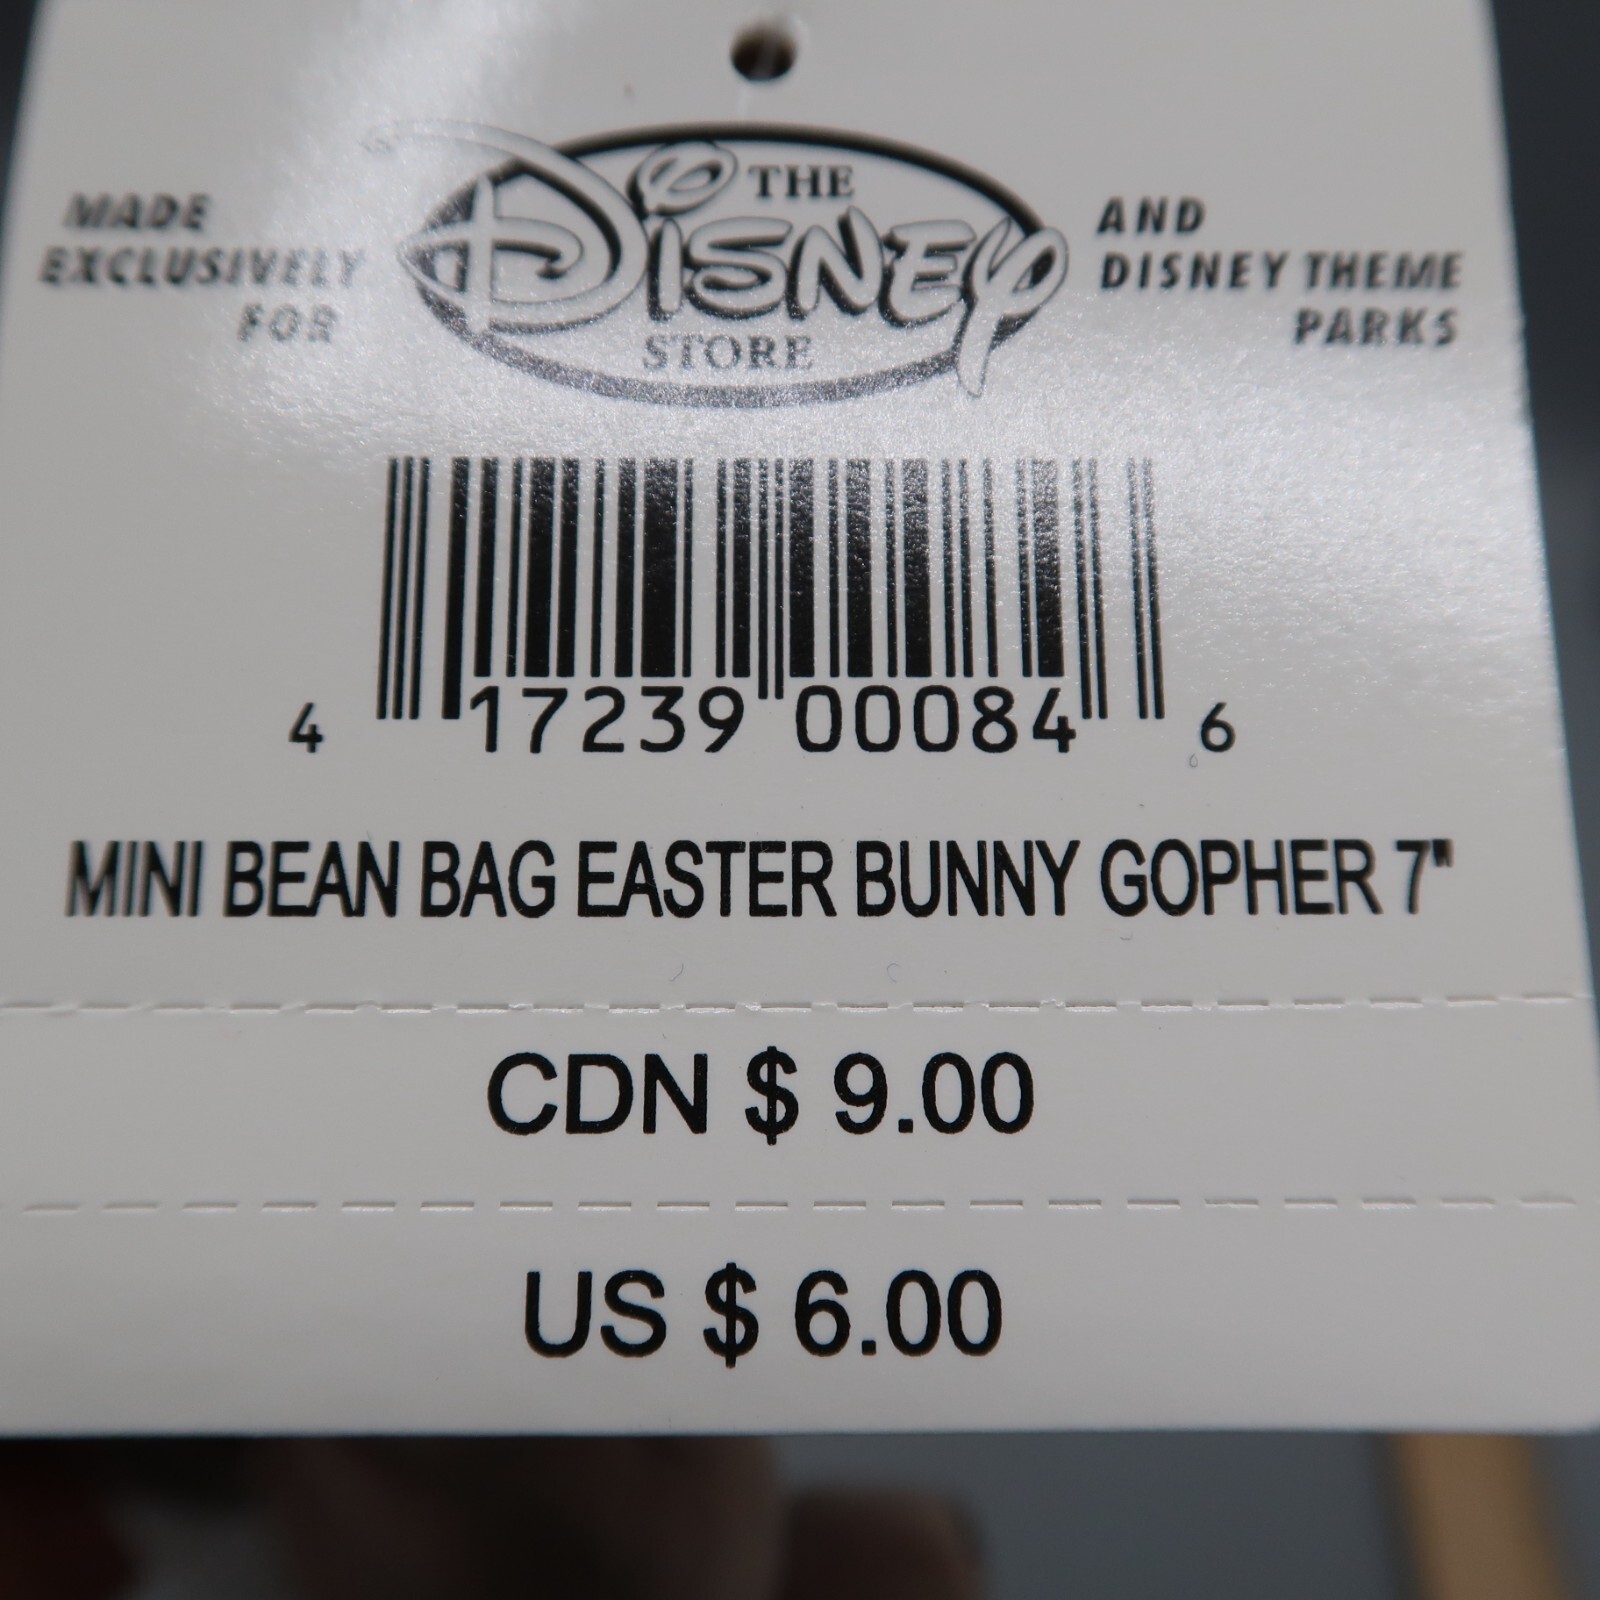 MADE
EXCLUSIVELY
FOR
THE
DISNEY
STORE
AND
DISNEY THEME
PARKS
4 17239 00084 6
MINI BEAN BAG EASTER BUNNY GOPHER 7"
CDN $ 9.00
US $ 6.00